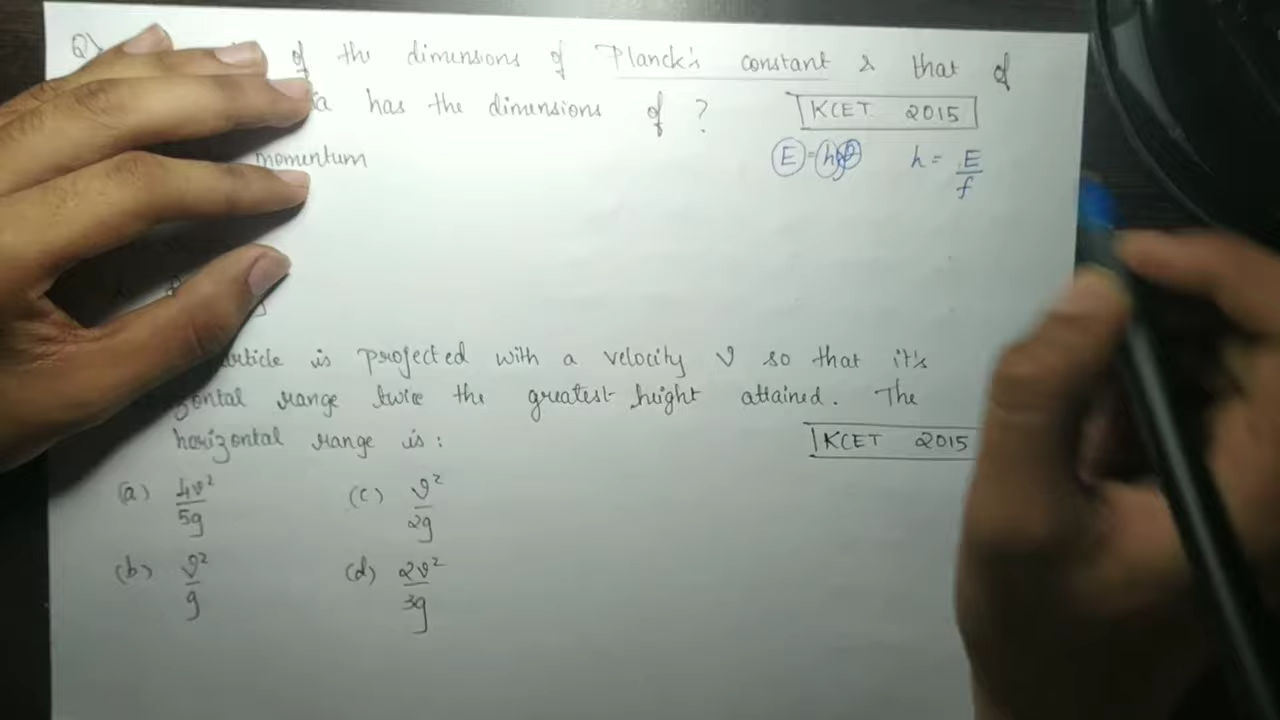 Q)
of the dimensions of Planck's constant & that of
has the dimensions of ?
KCET 2015
momentum
E = h
h = E/f
is projected with a velocity v so that it's
range twice the greatest height attained. The
horizontal range is:
KCET 2015
(a) 4v²/5g (c) v²/2g
(b) v²/g (d) 2v²/3g